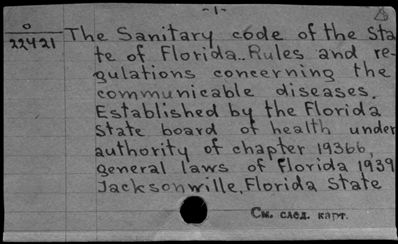 -1-
O
22421
The Sanitary code of the sta
te of Florida.. Rules and re-
gulations concerning the
communicable diseases.
Established by the Florida
State board of health under
authority of chapter 19366,
general laws of Florida 1939
Jacksonwille, Florida State
См. след. карт.